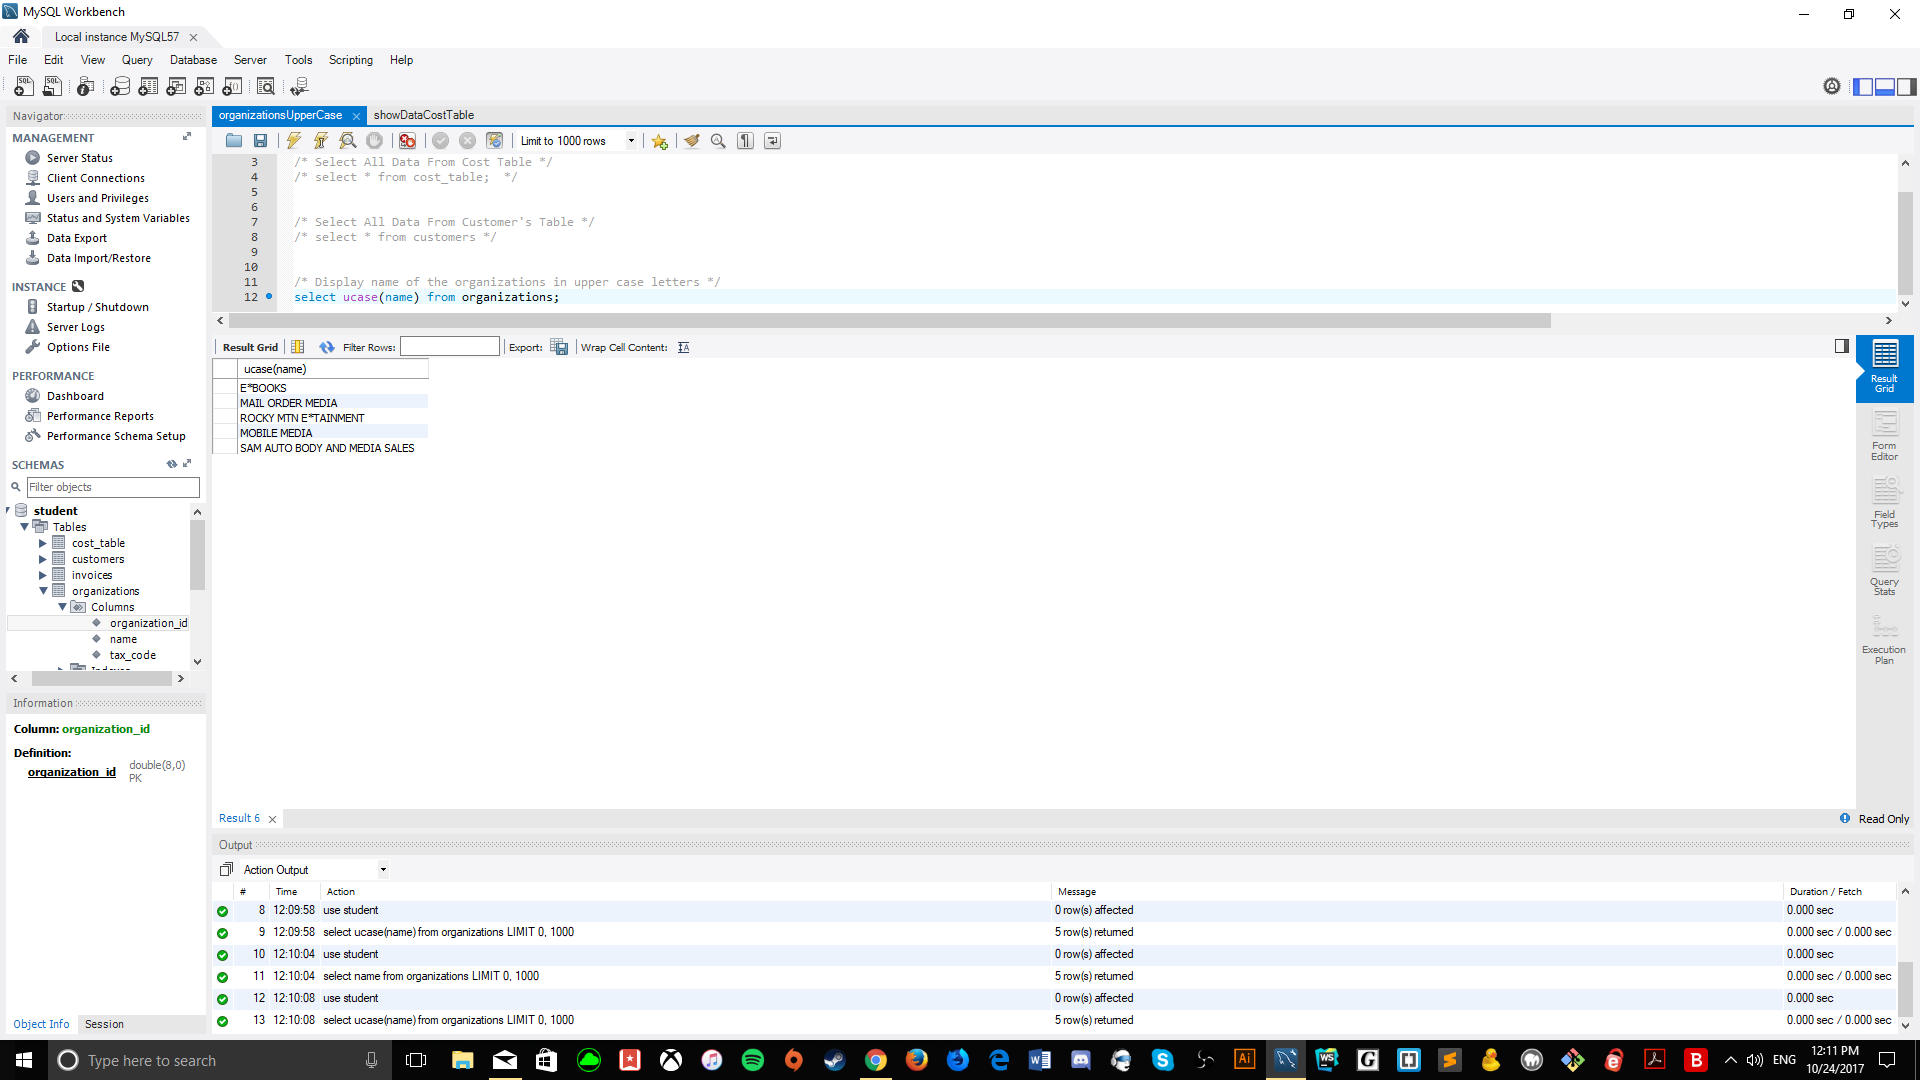 MySQL Workbench
Local instance MySQL57
File Edit View Query Database Server Tools Scripting Help
Navigator
MANAGEMENT
Server Status
Client Connections
Users and Privileges
Status and System Variables
Data Export
Data Import/Restore
INSTANCE
Startup / Shutdown
Server Logs
Options File
PERFORMANCE
Dashboard
Performance Reports
Performance Schema Setup
SCHEMAS
Filter objects
student
Tables
cost_table
customers
invoices
organizations
Columns
organization_id
name
tax_code
Information
Column: organization_id
Definition:
organization_id double(8,0)
PK
Object Info Session
organizationsUpperCase showDataCostTable
Limit to 1000 rows
3 /* Select All Data From Cost Table */
4 /* select * from cost_table;  */
5
6
7 /* Select All Data From Customer's Table */
8 /* select * from customers */
9
10
11 /* Display name of the organizations in upper case letters */
12 select ucase(name) from organizations;
Result Grid Filter Rows: Export: Wrap Cell Content:
ucase(name)
E*BOOKS
MAIL ORDER MEDIA
ROCKY MTN E*TAINMENT
MOBILE MEDIA
SAM AUTO BODY AND MEDIA SALES
Result
Grid
Form
Editor
Field
Types
Query
Stats
Execution
Plan
Result 6 Read Only
Output
Action Output
# Time Action Message Duration / Fetch
8 12:09:58 use student 0 row(s) affected 0.000 sec
9 12:09:58 select ucase(name) from organizations LIMIT 0, 1000 5 row(s) returned 0.000 sec / 0.000 sec
10 12:10:04 use student 0 row(s) affected 0.000 sec
11 12:10:04 select name from organizations LIMIT 0, 1000 5 row(s) returned 0.000 sec / 0.000 sec
12 12:10:08 use student 0 row(s) affected 0.000 sec
13 12:10:08 select ucase(name) from organizations LIMIT 0, 1000 5 row(s) returned 0.000 sec / 0.000 sec
Type here to search
ENG
12:11 PM
10/24/2017